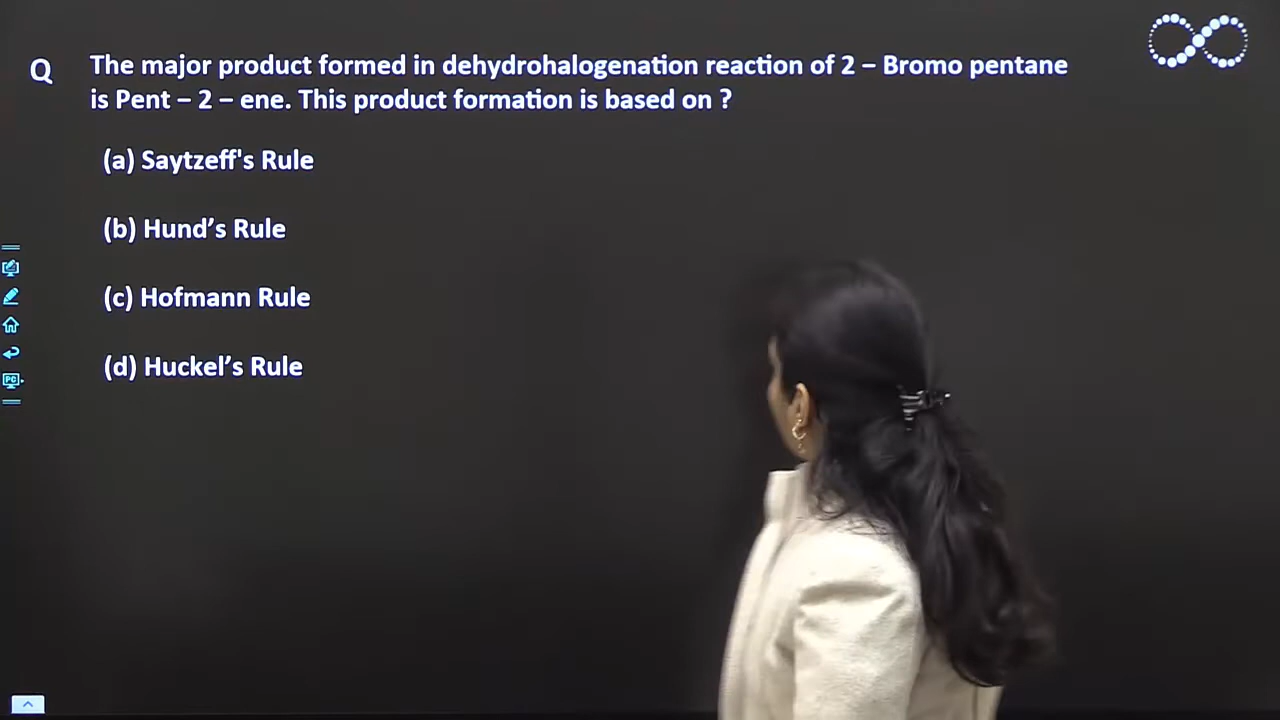 Q The major product formed in dehydrohalogenation reaction of 2 – Bromo pentane
is Pent – 2 – ene. This product formation is based on ?
(a) Saytzeff's Rule
(b) Hund’s Rule
(c) Hofmann Rule
(d) Huckel’s Rule
PC